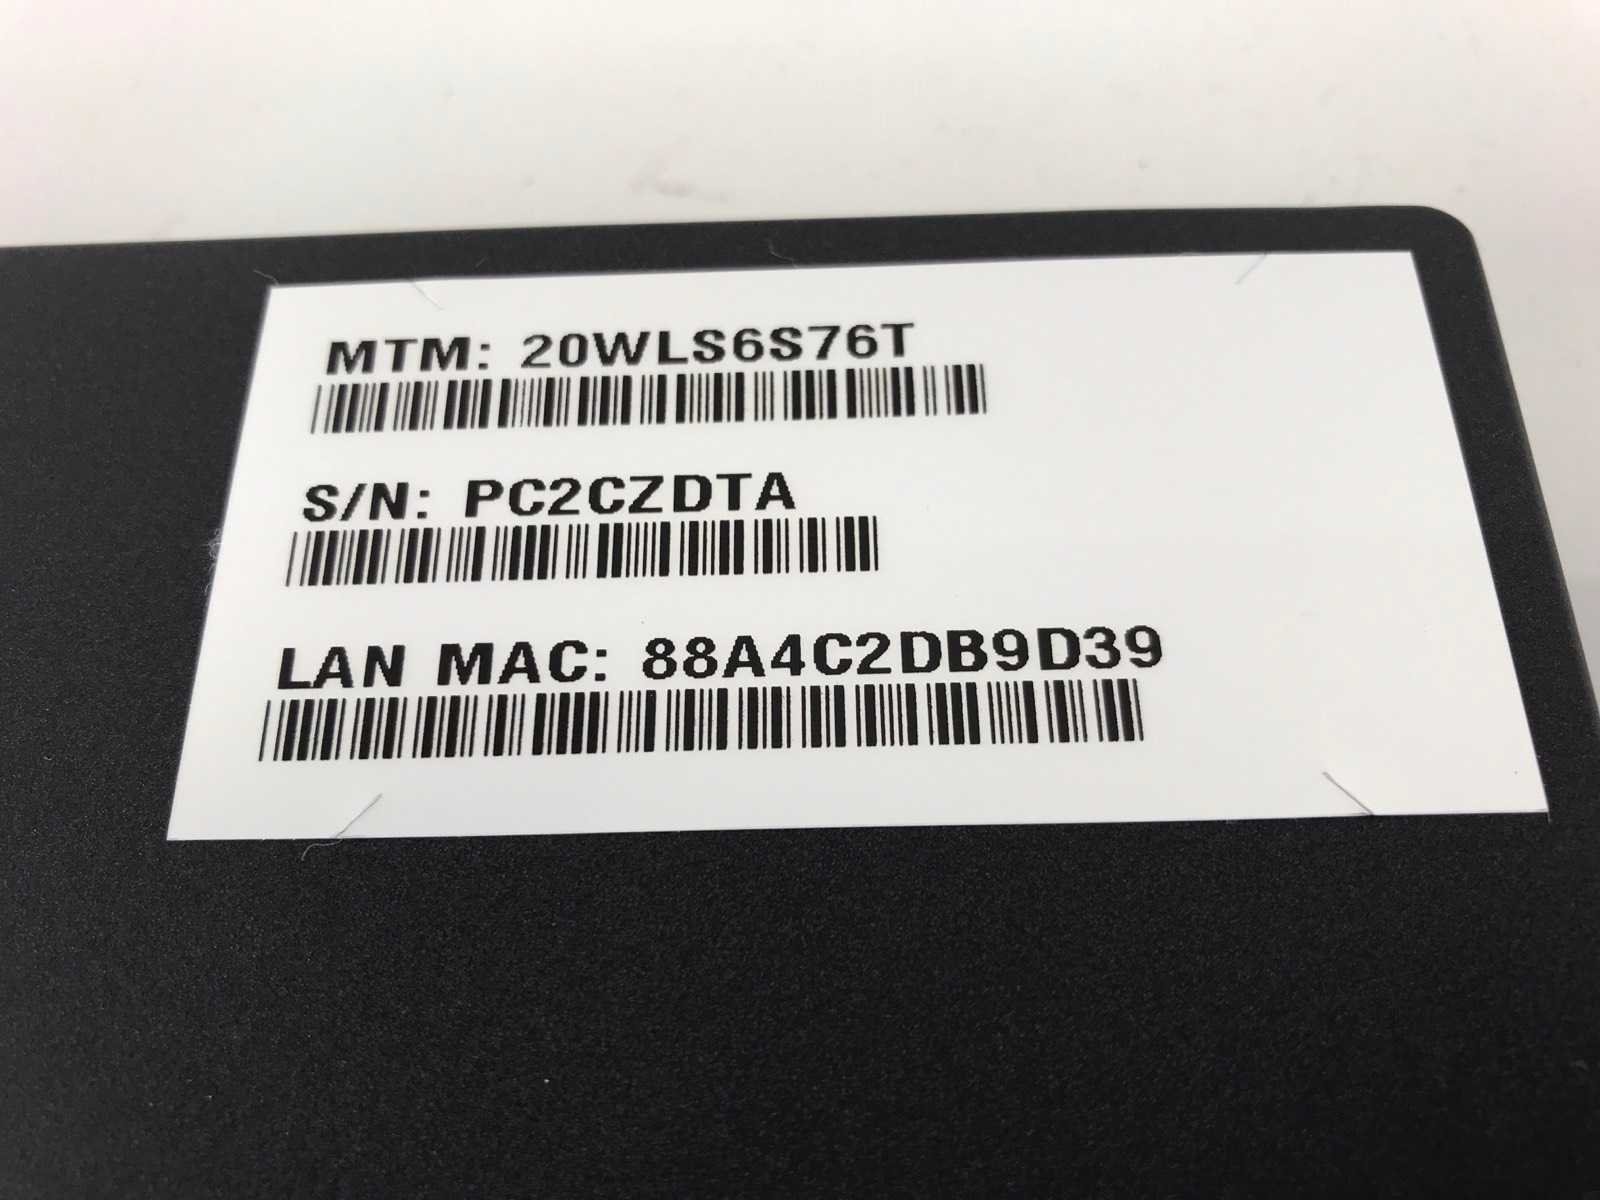 MTM: 20WLS6S76T
S/N: PC2CZDTA
LAN MAC: 88A4C2DB9D39